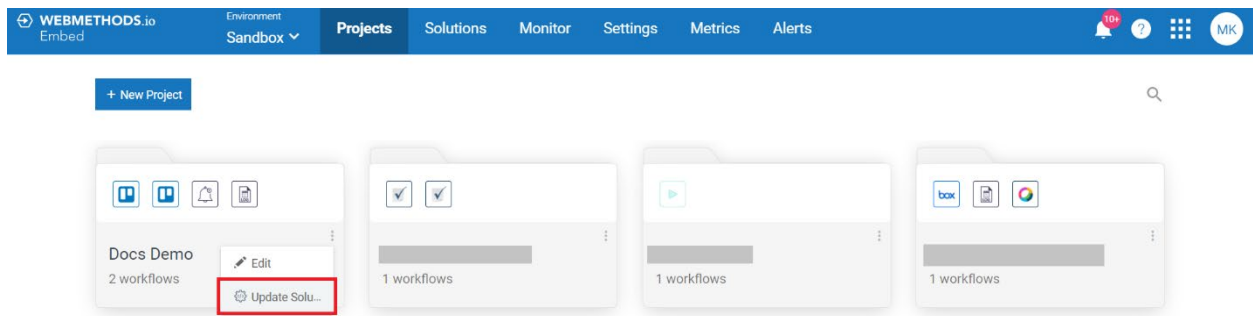 WEBMETHODS.io
Embed
Environment
Sandbox
Projects
Solutions
Monitor
Settings
Metrics
Alerts
10+
?
MK
+ New Project
box
Docs Demo
2 workflows
Edit
Update Solu...
1 workflows
1 workflows
1 workflows